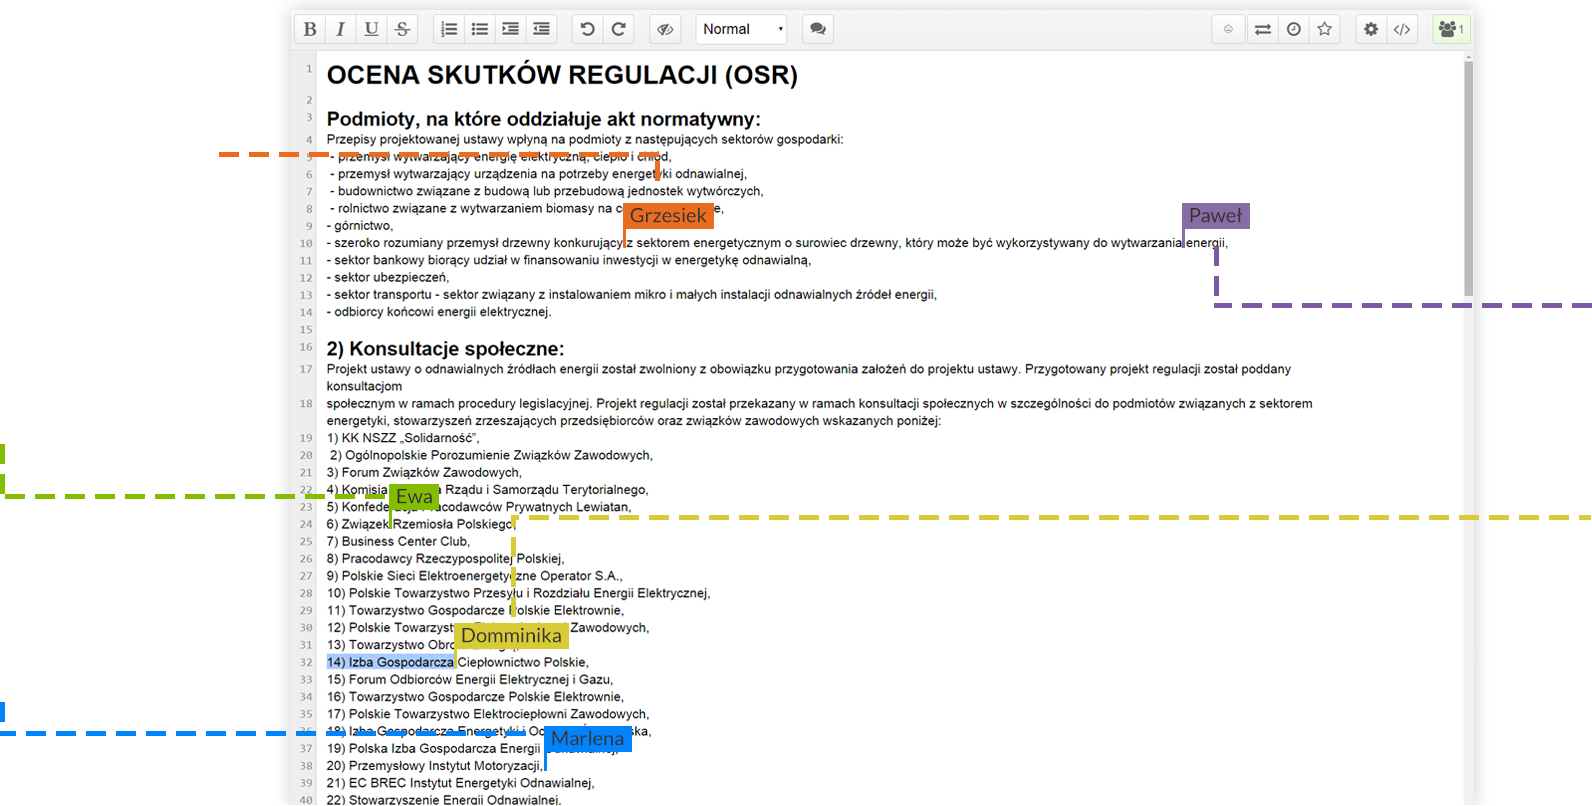 B I U S Normal 1
1 OCENA SKUTKÓW REGULACJI (OSR)
2
3 Podmioty, na które oddziałuje akt normatywny:
4 Przepisy projektowanej ustawy wpłyną na podmioty z następujących sektorów gospodarki:
5 - przemysł wytwarzający energię elektryczną, ciepło i chłód,
6 - przemysł wytwarzający urządzenia na potrzeby energetyki odnawialnej,
7 - budownictwo związane z budową lub przebudową jednostek wytwórczych,
8 - rolnictwo związane z wytwarzaniem biomasy na
Grzesiek
Paweł
9 - górnictwo,
10 - szeroko rozumiany przemysł drzewny konkurujący z sektorem energetycznym o surowiec drzewny, który może być wykorzystywany do wytwarzania energii,
11 - sektor bankowy biorący udział w finansowaniu inwestycji w energetykę odnawialną,
12 - sektor ubezpieczeń,
13 - sektor transportu - sektor związany z instalowaniem mikro i małych instalacji odnawialnych źródeł energii,
14 - odbiorcy końcowi energii elektrycznej.
15
16 2) Konsultacje społeczne:
17 Projekt ustawy o odnawialnych źródłach energii został zwolniony z obowiązku przygotowania założeń do projektu ustawy. Przygotowany projekt regulacji został poddany
konsultacjom
18 społecznym w ramach procedury legislacyjnej. Projekt regulacji został przekazany w ramach konsultacji społecznych w szczególności do podmiotów związanych z sektorem
energetyki, stowarzyszeń zrzeszających przedsiębiorców oraz związków zawodowych wskazanych poniżej:
19 1) KK NSZZ „Solidarność”,
20 2) Ogólnopolskie Porozumienie Związków Zawodowych,
21 3) Forum Związków Zawodowych,
22 4) Komisja Rządu i Samorządu Terytorialnego,
Ewa
23 5) Konfederacja Pracodawców Prywatnych Lewiatan,
24 6) Związek Rzemiosła Polskiego,
25 7) Business Center Club,
26 8) Pracodawcy Rzeczypospolitej Polskiej,
27 9) Polskie Sieci Elektroenergetyczne Operator S.A.,
28 10) Polskie Towarzystwo Przesyłu i Rozdziału Energii Elektrycznej,
29 11) Towarzystwo Gospodarcze Polskie Elektrownie,
30 12) Polskie Zawodowych,
Domminika
31 13) Towarzystwo
32 14) Izba Gospodarcza Ciepłownictwo Polskie,
33 15) Forum Odbiorców Energii Elektrycznej i Gazu,
34 16) Towarzystwo Gospodarcze Polskie Elektrownie,
35 17) Polskie Towarzystwo Elektrociepłowni Zawodowych,
36 18) Izba Gospodarcza Energetyki i
Marlena
37 19) Polska Izba Gospodarcza Energii Odnawialnej,
38 20) Przemysłowy Instytut Motoryzacji,
39 21) EC BREC Instytut Energetyki Odnawialnej,
40 22) Stowarzyszenie Energii Odnawialnej,